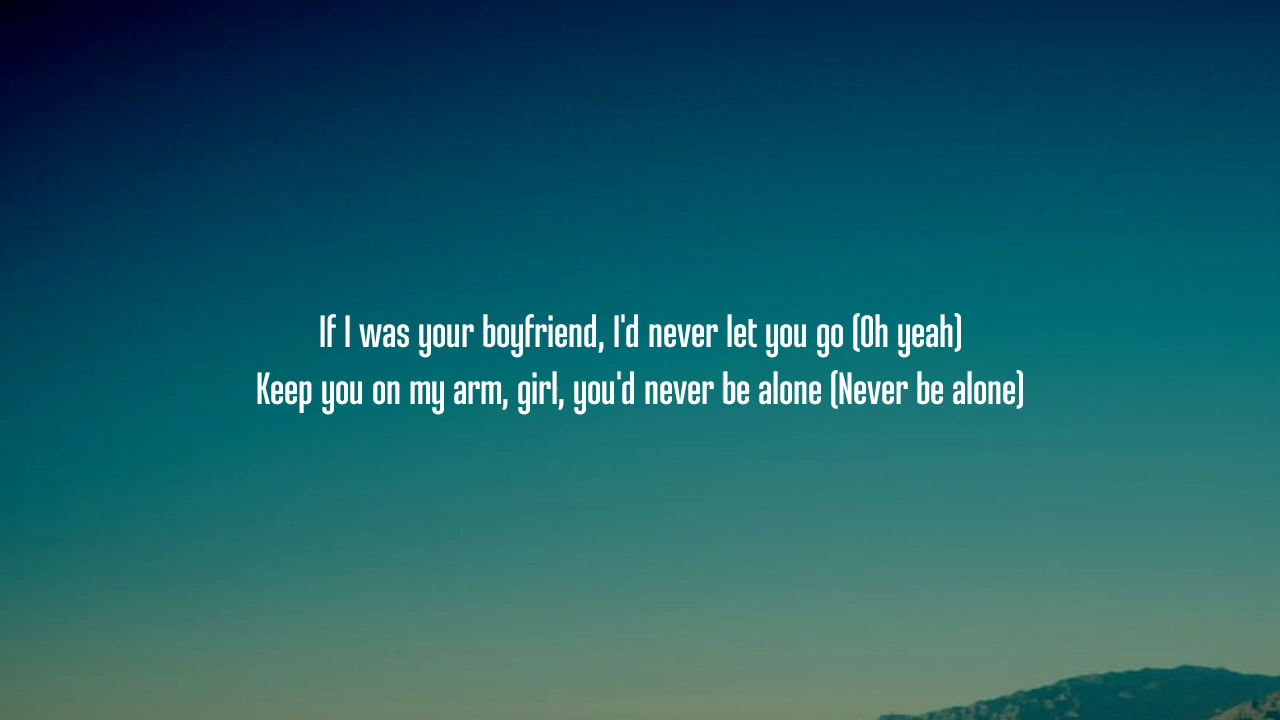 If I was your boyfriend, I'd never let you go (Oh yeah)
Keep you on my arm, girl, you'd never be alone (Never be alone)